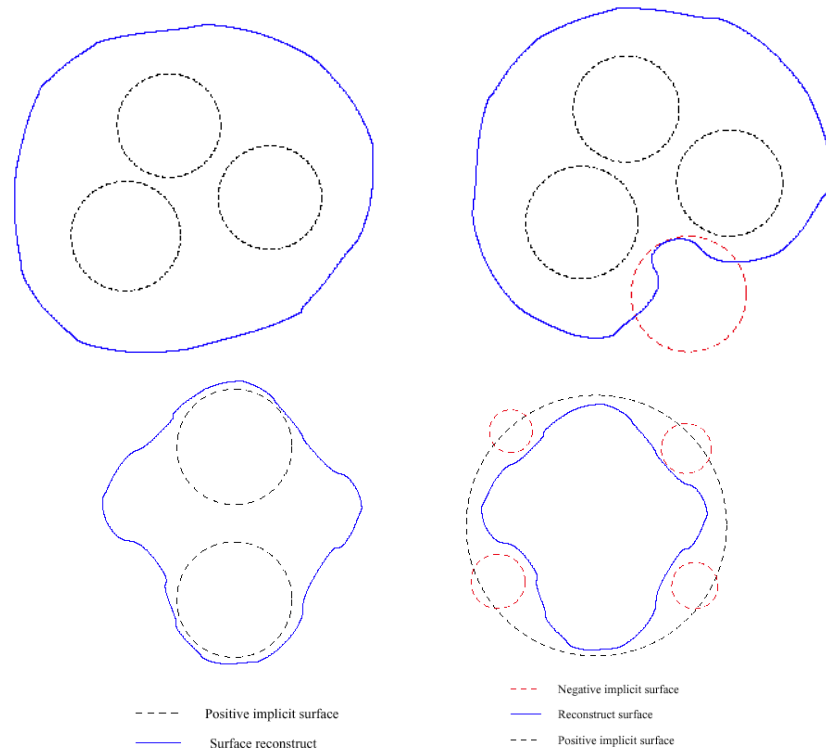 Positive implicit surface
Surface reconstruct
Negative implicit surface
Reconstruct surface
Positive implicit surface